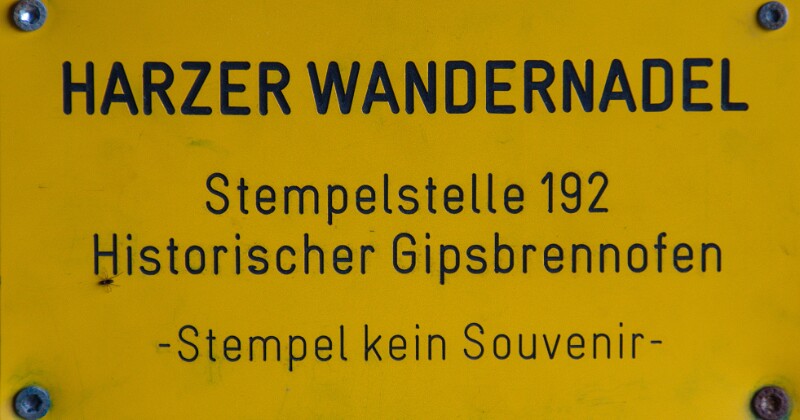 HARZER WANDERNADEL
Stempelstelle 192
Historischer Gipsbrennofen
-Stempel kein Souvenir-